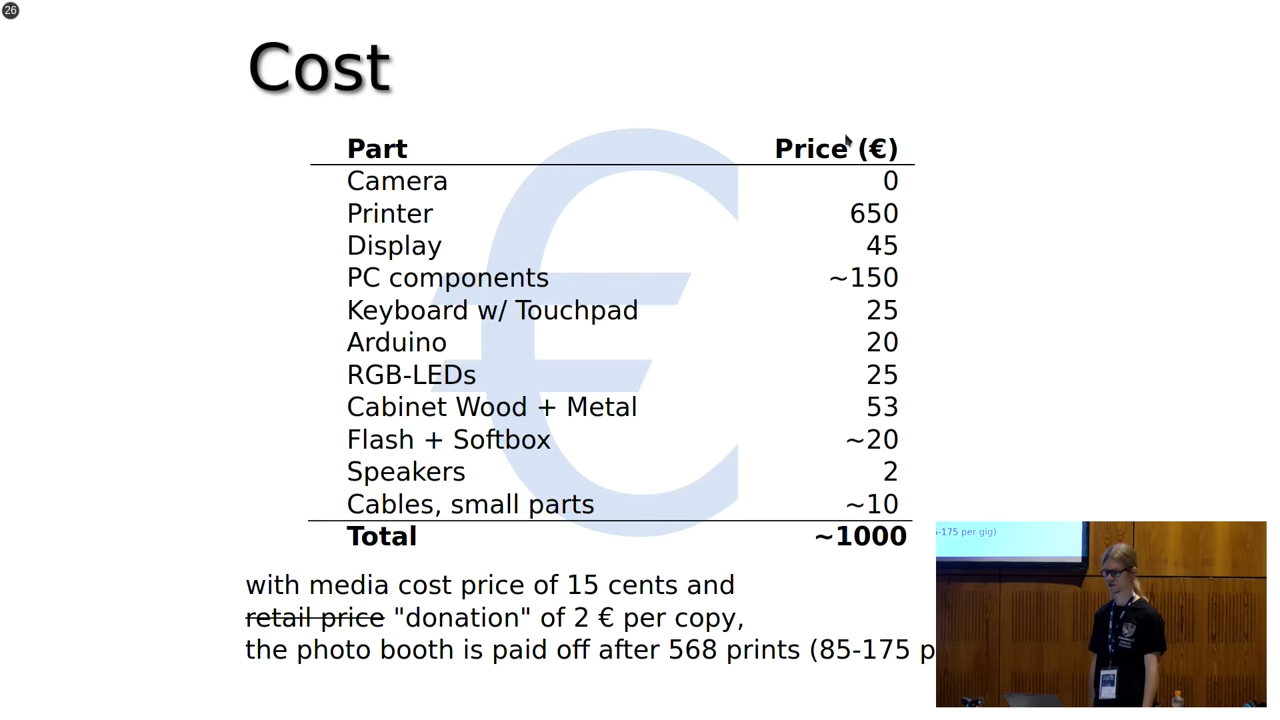 26
Cost
Part Price (€)
Camera 0
Printer 650
Display 45
PC components ~150
Keyboard w/ Touchpad 25
Arduino 20
RGB-LEDs 25
Cabinet Wood + Metal 53
Flash + Softbox ~20
Speakers 2
Cables, small parts ~10
Total ~1000
with media cost price of 15 cents and
retail price "donation" of 2 € per copy,
the photo booth is paid off after 568 prints (85-175 p
-175 per gig)